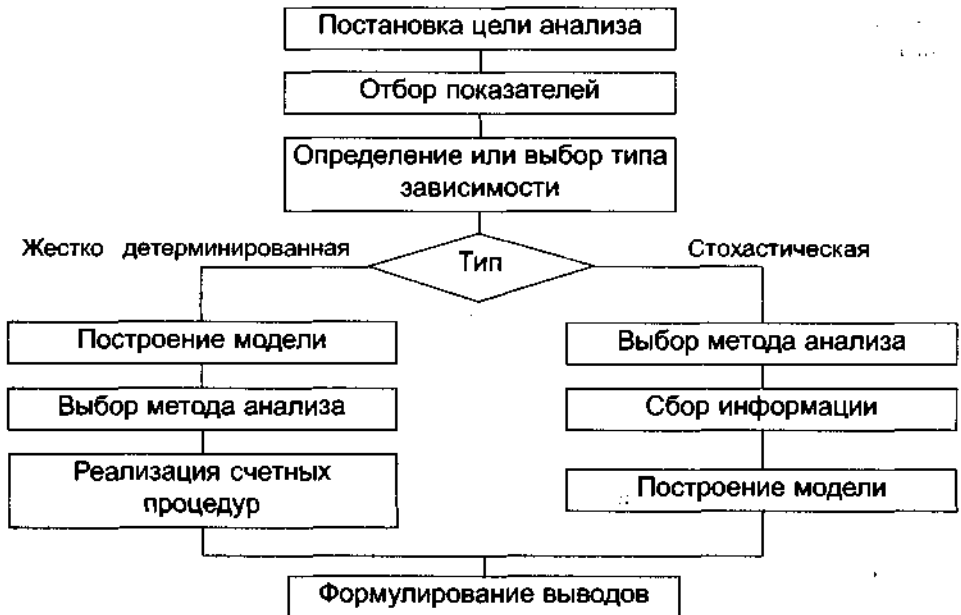 Постановка цели анализа
Отбор показателей
Определение или выбор типа
зависимости
Жестко детерминированная
Тип
Стохастическая
Построение модели
Выбор метода анализа
Реализация счетных
процедур
Выбор метода анализа
Сбор информации
Построение модели
Формулирование выводов